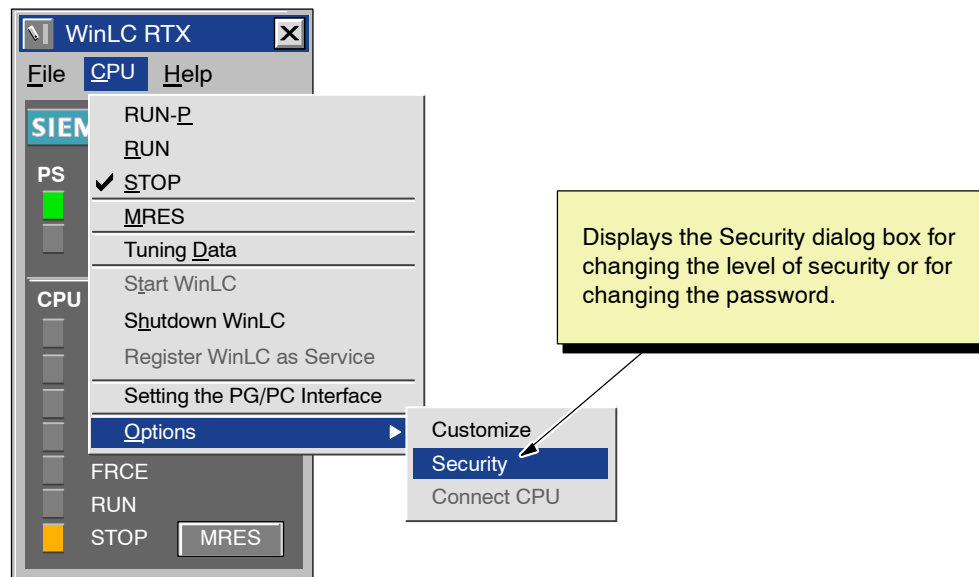 WinLC RTX
File CPU Help
RUN-P
RUN
STOP
MRES
Tuning Data
Start WinLC
Shutdown WinLC
Register WinLC as Service
Setting the PG/PC Interface
Options
Customize
Security
Connect CPU
SIEM
PS
CPU
FRCE
RUN
STOP MRES
Displays the Security dialog box for
changing the level of security or for
changing the password.